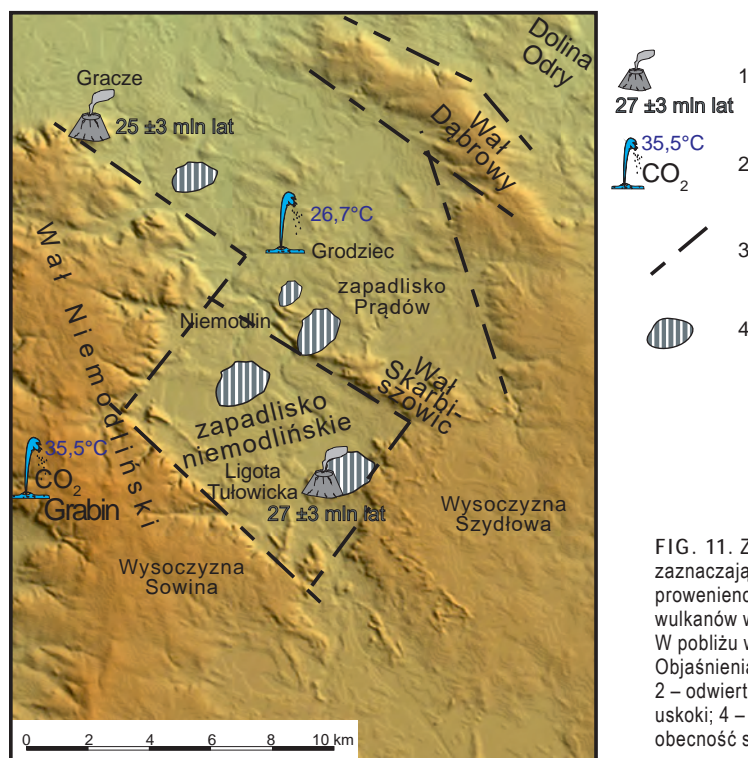 Dolina
Odry
Gracze
25 ±3 mln lat
Wał
Dąbrowy
26,7°C
Grodziec
zapadlisko
Prądów
Niemodlin
Wał Niemodliński
Wał
Skarbi-
szowic
zapadlisko
niemodlińskie
35,5°C
CO2
Grabin
Ligota
Tułowicka
27 ±3 mln lat
Wysoczyzna
Szydłowa
Wysoczyzna
Sowina
0 2 4 6 8 10 km
1
27 ±3 mln lat
35,5°C
CO2
2
3
4
FIG. 11. Z
zaznaczają
prowenienc
wulkanów w
W pobliżu w
Objaśnienia
2 – odwiert
uskoki; 4 –
obecność s